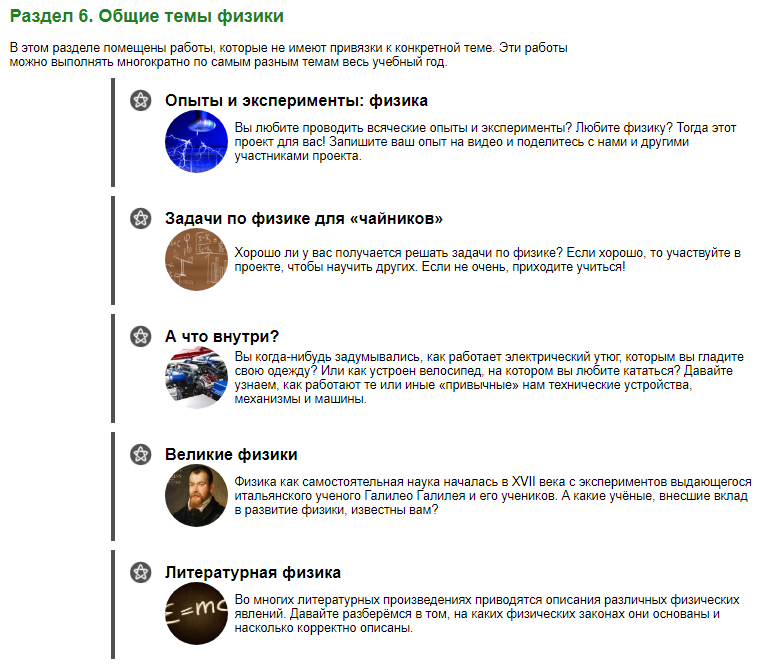 Раздел 6. Общие темы физики
В этом разделе помещены работы, которые не имеют привязки к конкретной теме. Эти работы
можно выполнять многократно по самым разным темам весь учебный год.
Опыты и эксперименты: физика
Вы любите проводить всяческие опыты и эксперименты? Любите физику? Тогда этот
проект для вас! Запишите ваш опыт на видео и поделитесь с нами и другими
участниками проекта.
Задачи по физике для «чайников»
Хорошо ли у вас получается решать задачи по физике? Если хорошо, то участвуйте в
проекте, чтобы научить других. Если не очень, приходите учиться!
А что внутри?
Вы когда-нибудь задумывались, как работает электрический утюг, которым вы гладите
свою одежду? Или как устроен велосипед, на котором вы любите кататься? Давайте
узнаем, как работают те или иные «привычные» нам технические устройства,
механизмы и машины.
Великие физики
Физика как самостоятельная наука началась в XVII века с экспериментов выдающегося
итальянского ученого Галилео Галилея и его учеников. А какие учёные, внесшие вклад
в развитие физики, известны вам?
Литературная физика
E=mc
Во многих литературных произведениях приводятся описания различных физических
явлений. Давайте разберёмся в том, на каких физических законах они основаны и
насколько корректно описаны.